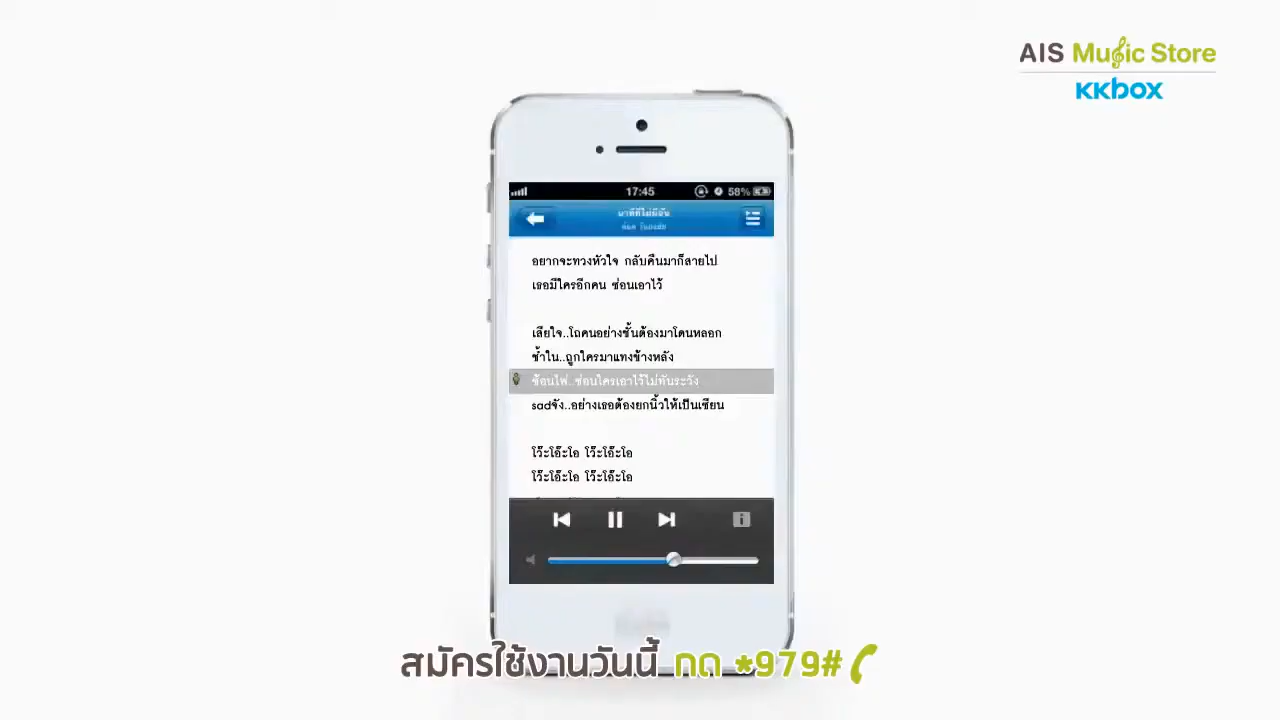 AIS Music Store
KKBOX
17:45
58%
นาทีที่ไม่มีฉัน
อยากจะทวงหัวใจ กลับคืนมาก็สายไป
เธอมีใครอีกคน ซ่อนเอาไว้
เสียใจ..โถคนอย่างชั้นต้องมาโดนหลอก
ช้ำใน..ถูกใครมาแทงข้างหลัง
ซ้อนไพ่..ซ่อนใครเอาไว้ไม่ทันระวัง
sadจัง..อย่างเธอต้องยกนิ้วให้เป็นเซียน
โว๊ะโอ๊ะโอ โว๊ะโอ๊ะโอ
โว๊ะโอ๊ะโอ โว๊ะโอ๊ะโอ
สมัครใช้งานวันนี้ กด *979#